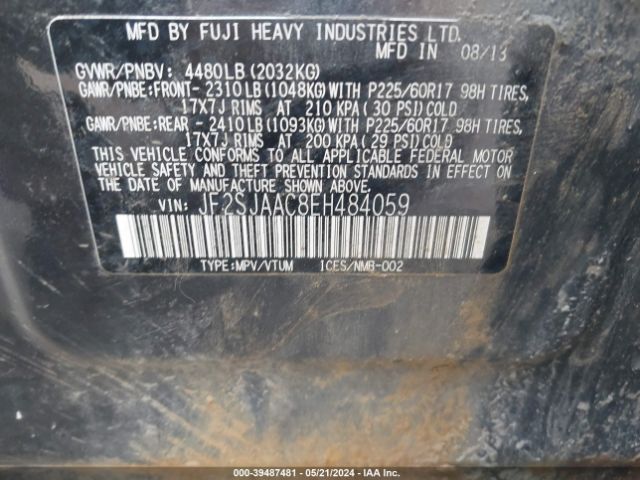 MFD BY FUJI HEAVY INDUSTRIES LTD.
MFD IN 08/13
GVWR/PNBV: 4480LB (2032KG)
GAWR/PNBE:FRONT- 2310LB (1048KG) WITH P225/60R17 98H TIRES,
17X7J RIMS AT 210 KPA ( 30 PSI) COLD
GAWR/PNBE:REAR - 2410LB (1093KG) WITH P225/60R17 98H TIRES,
17X7J RIMS AT 200 KPA ( 29 PSI) COLD
THIS VEHICLE CONFORMS TO ALL APPLICABLE FEDERAL MOTOR
VEHICLE SAFETY AND THEFT PREVENTION STANDARDS IN EFFECT ON
THE DATE OF MANUFACTURE SHOWN ABOVE.
VIN: JF2SJAAC8EH484059
TYPE:MPV/VTUM 1CES/NMB-002
000-39487481 - 05/21/2024 - IAA Inc.